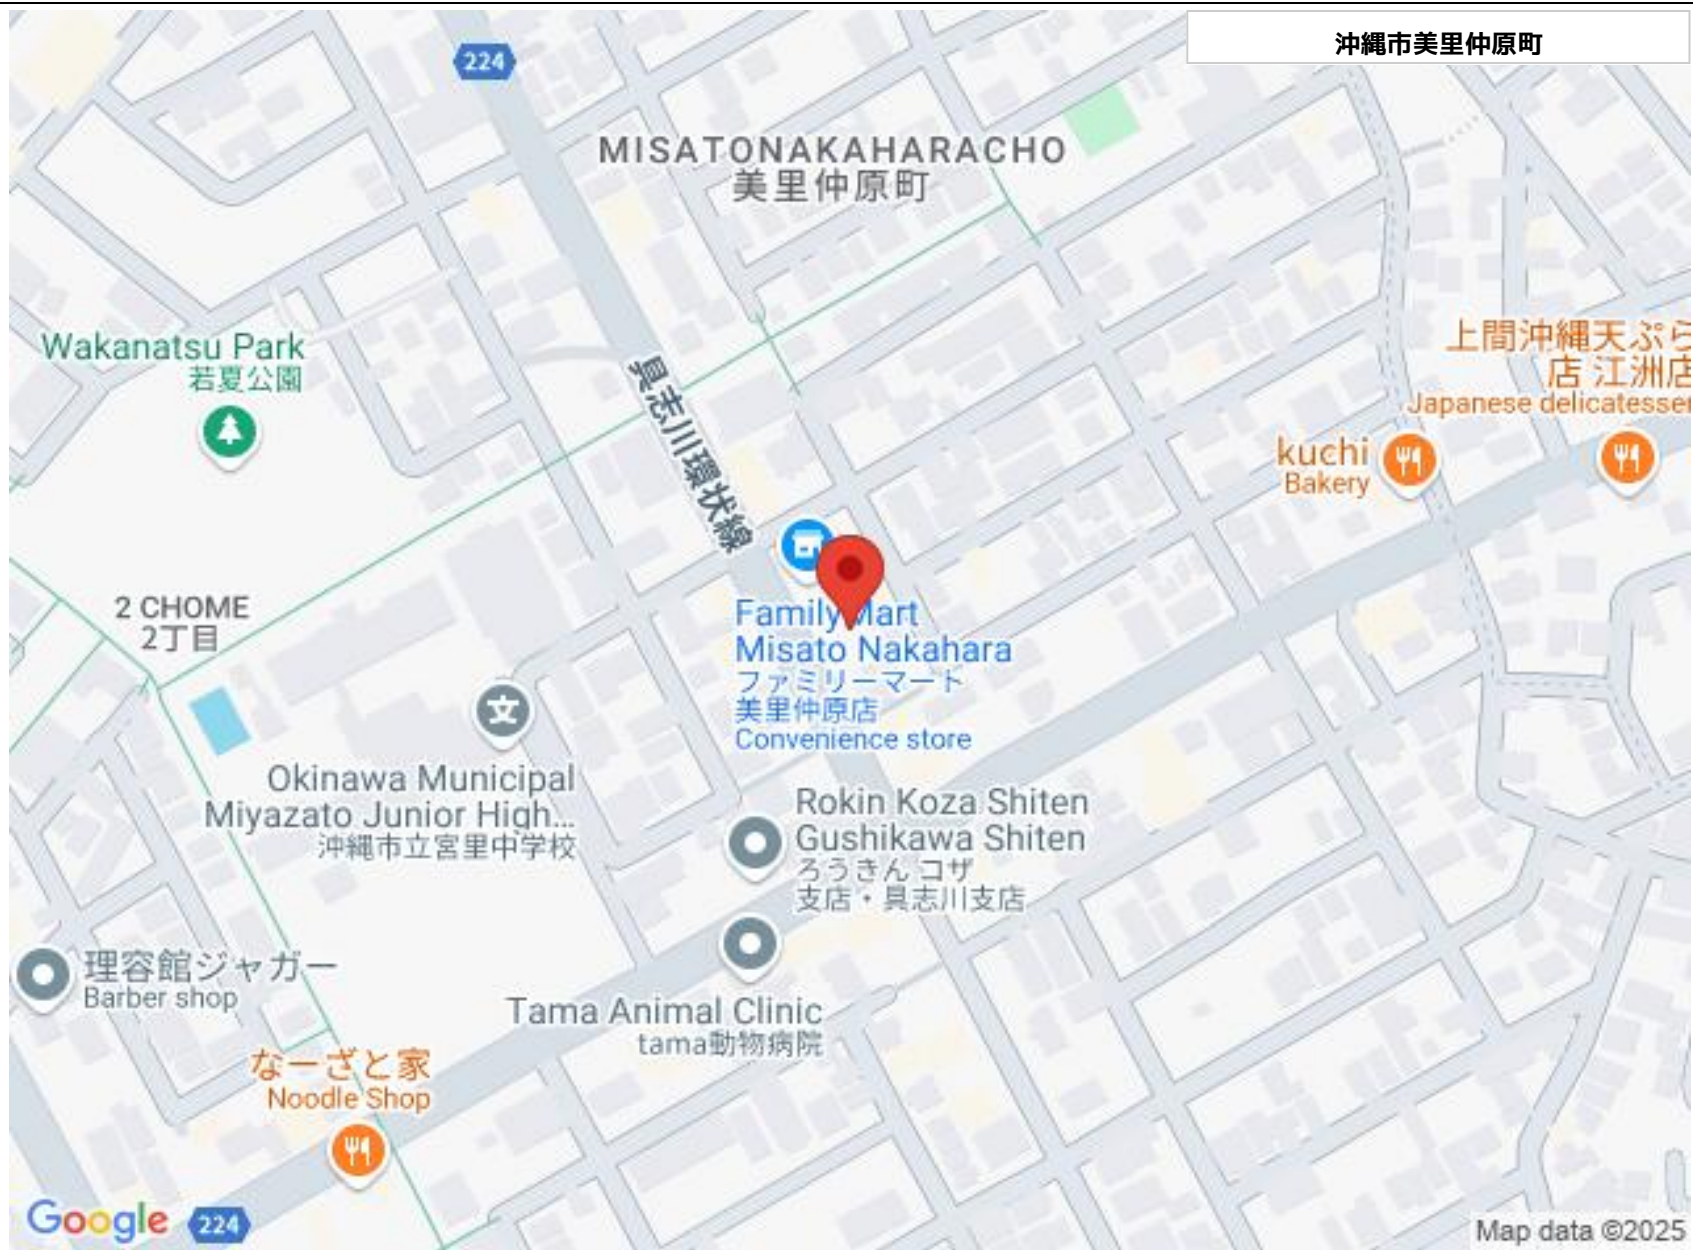 沖縄市美里仲原町
224
MISATONAKAHARACHO
美里仲原町
Wakanatsu Park
若夏公園
具志川環状線
上間沖縄天ぷら
店 江洲店
Japanese delicatessen
kuchi
Bakery
2 CHOME
2丁目
FamilyMart
Misato Nakahara
ファミリーマート
美里仲原店
Convenience store
Okinawa Municipal
Miyazato Junior High...
沖縄市立宮里中学校
Rokin Koza Shiten
Gushikawa Shiten
ろうきん コザ
支店・具志川支店
理容館ジャガー
Barber shop
Tama Animal Clinic
tama動物病院
なーざと家
Noodle Shop
Google
224
Map data ©2025